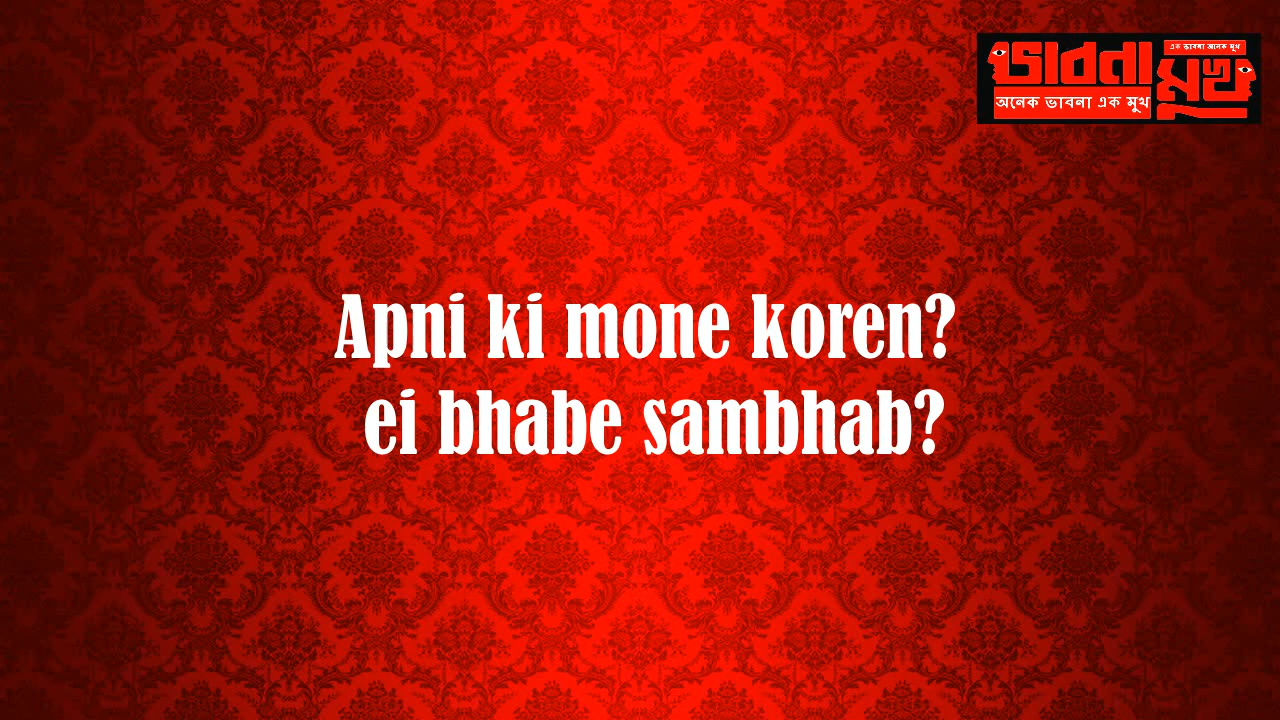 এক ভাবনা অনেক মুখ
ভাবনা
মুখ
অনেক ভাবনা এক মুখ
Apni ki mone koren?
ei bhabe sambhab?